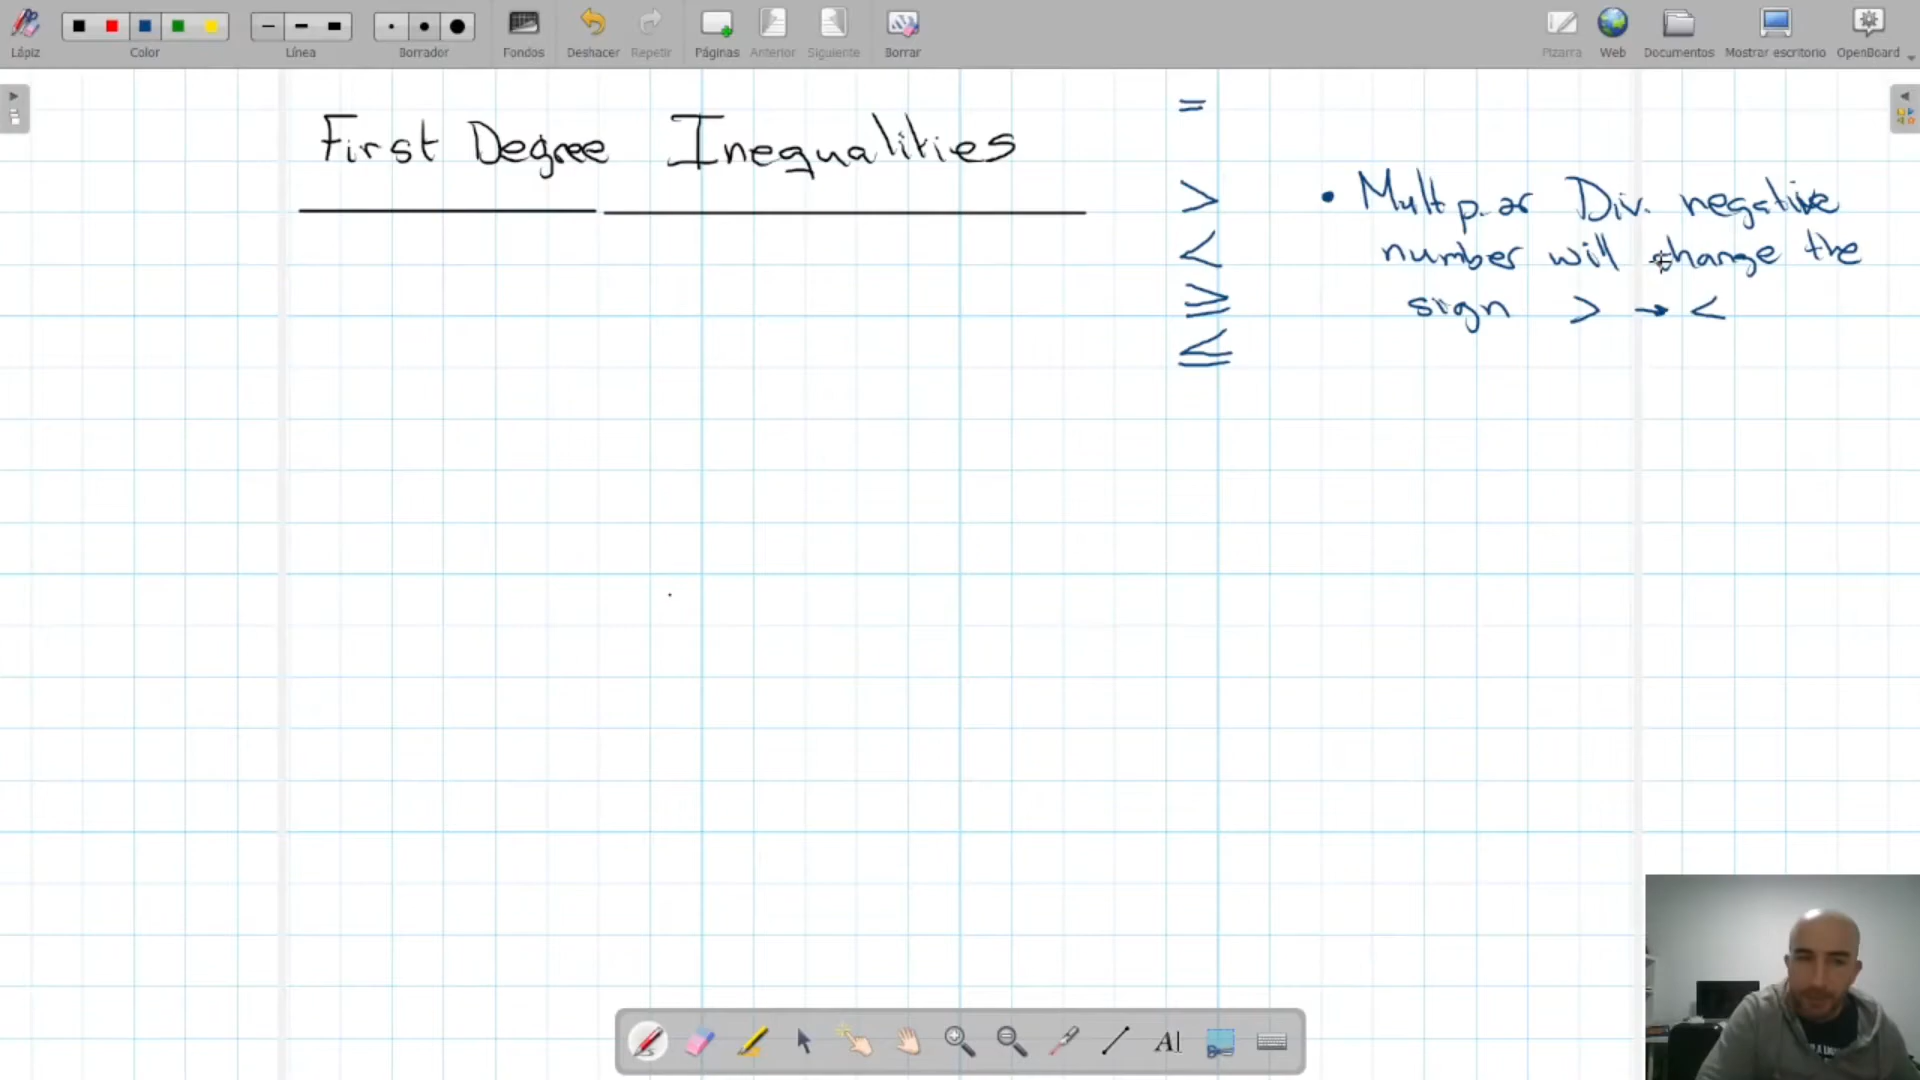 Lápiz
Color
Línea
Borrador
Fondos
Deshacer
Repetir
Páginas
Anterior
Siguiente
Borrar
Pizarra
Web
Documentos
Mostrar escritorio
OpenBoard
First Degree Inequalities
=
>
<
≥
≤
• Multp. or Div. negative
number will change the
sign > → <
AI